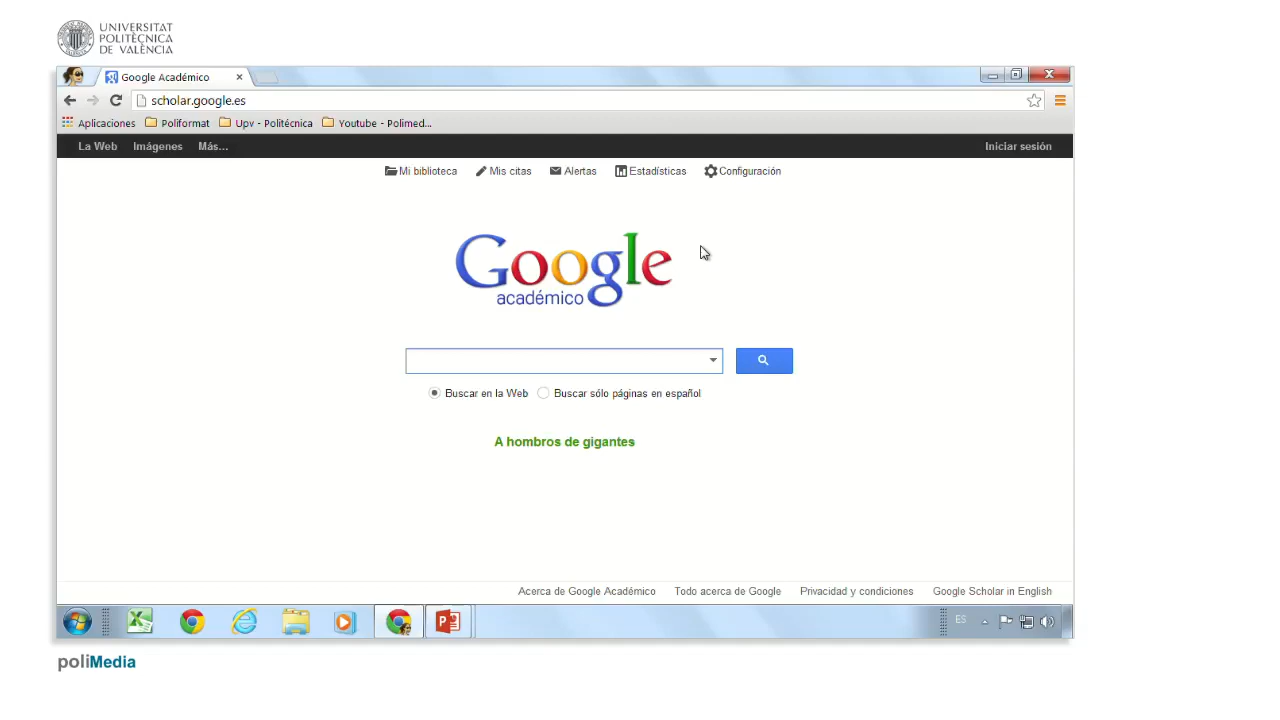 UNIVERSITAT
POLITÈCNICA
DE VALÈNCIA
Google Académico
scholar.google.es
Aplicaciones Poliformat Upv - Politécnica Youtube - Polimed...
La Web Imágenes Más... Iniciar sesión
Mi biblioteca Mis citas Alertas Estadísticas Configuración
Google
académico
Buscar en la Web Buscar sólo páginas en español
A hombros de gigantes
Acerca de Google Académico Todo acerca de Google Privacidad y condiciones Google Scholar in English
ES
poliMedia